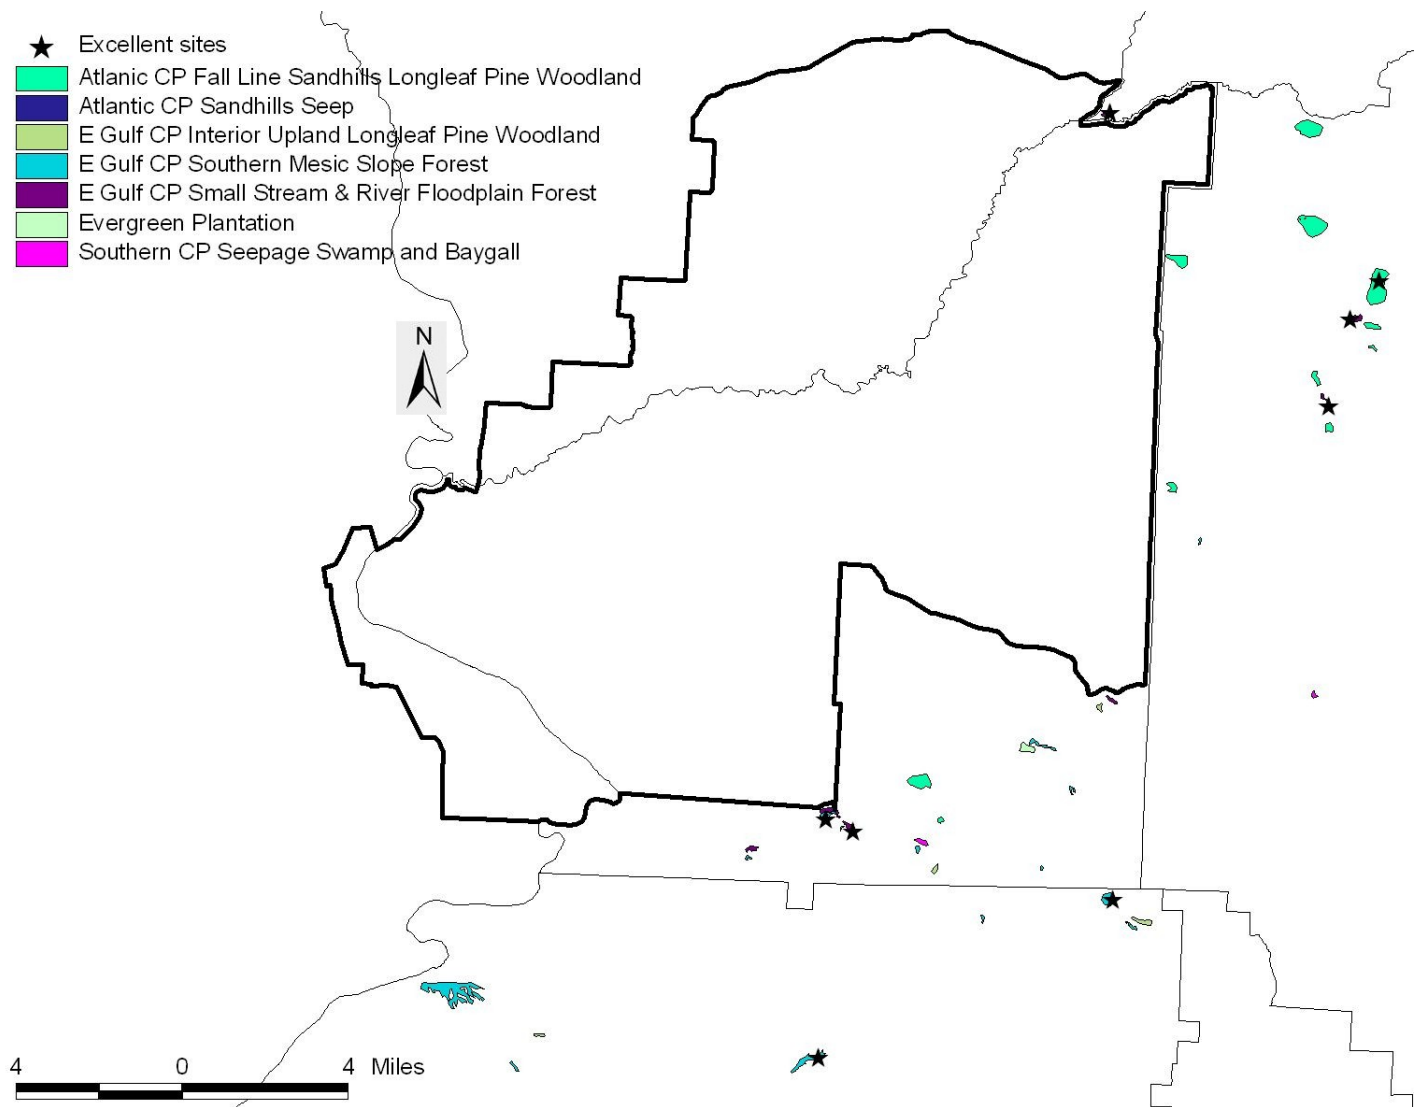 Excellent sites
Atlanic CP Fall Line Sandhills Longleaf Pine Woodland
Atlantic CP Sandhills Seep
E Gulf CP Interior Upland Longleaf Pine Woodland
E Gulf CP Southern Mesic Slope Forest
E Gulf CP Small Stream & River Floodplain Forest
Evergreen Plantation
Southern CP Seepage Swamp and Baygall
N
4 0 4 Miles